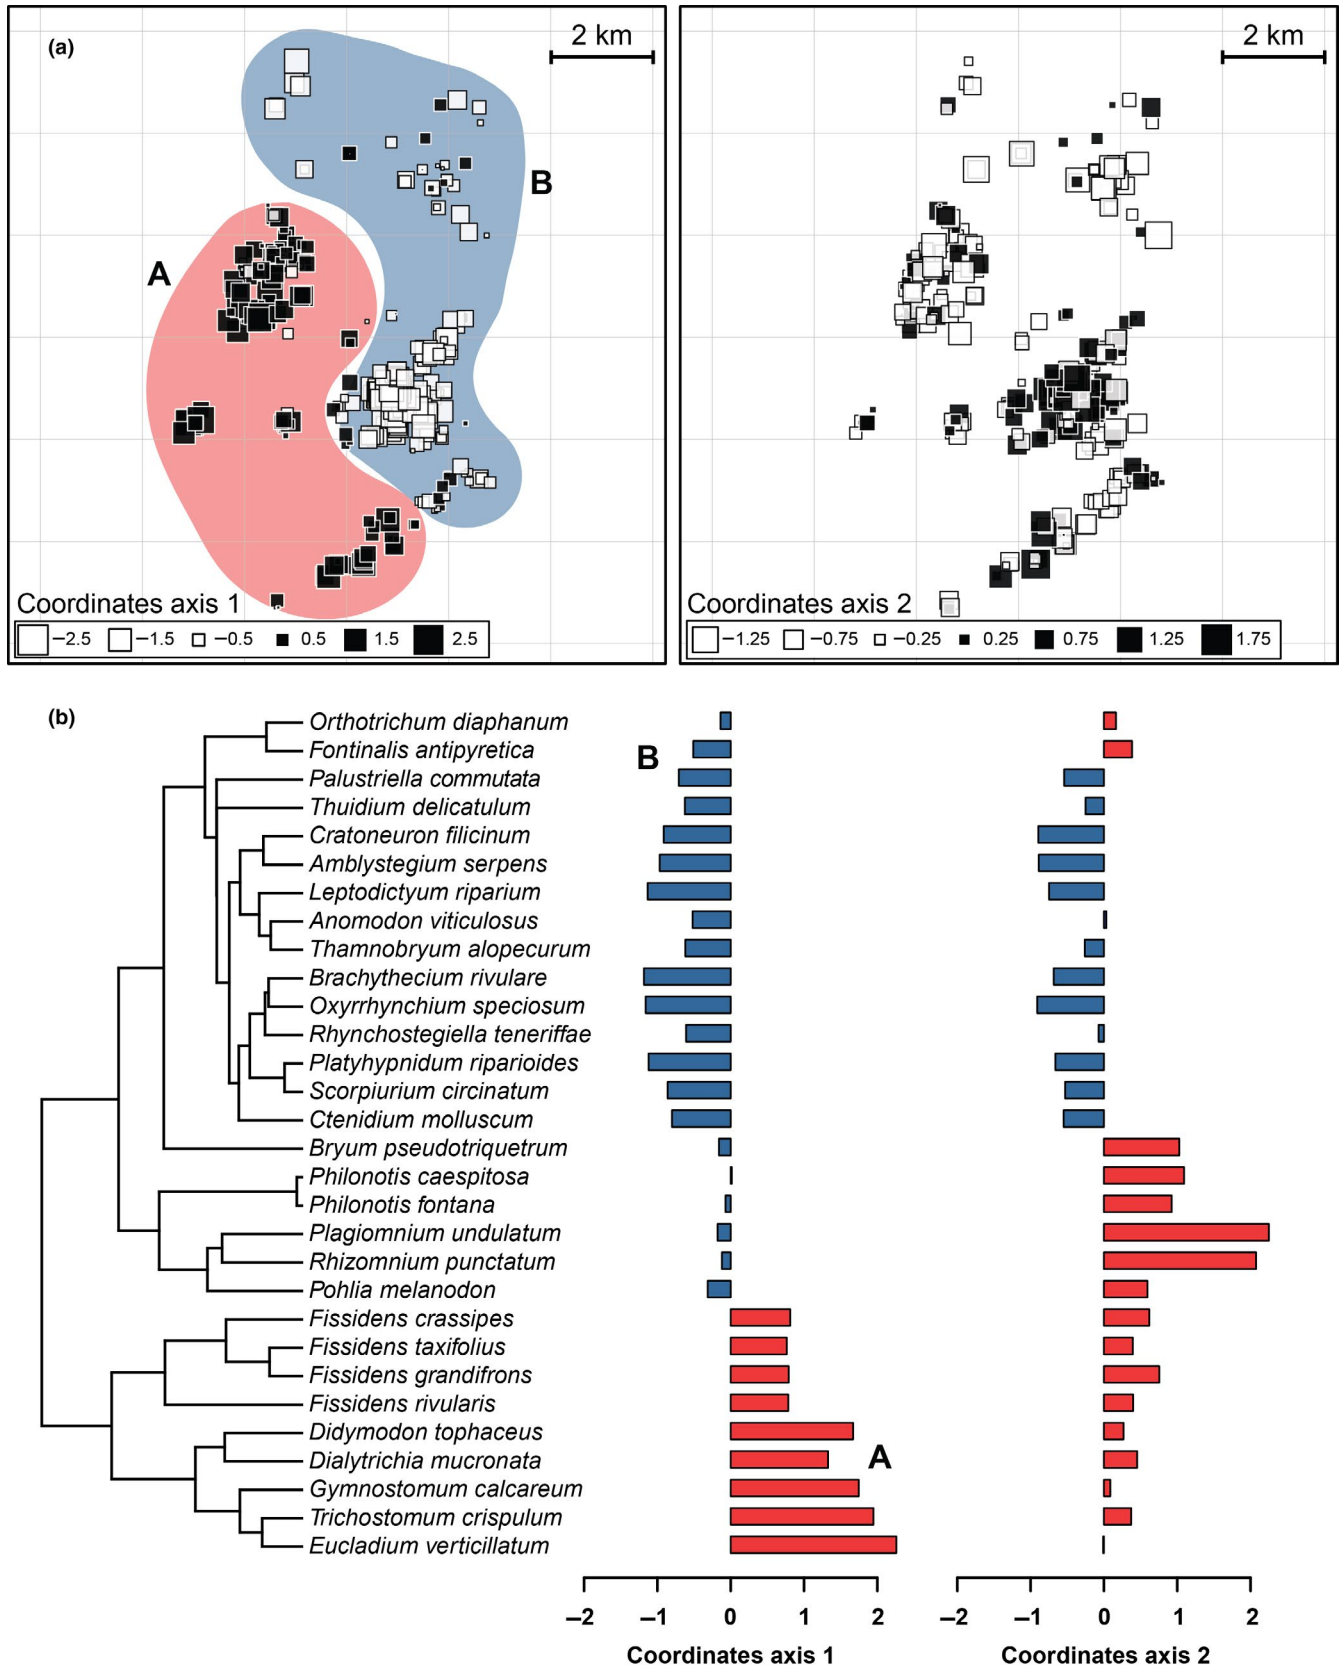 (a)
2 km
2 km
B
A
Coordinates axis 1
–2.5 –1.5 –0.5 0.5 1.5 2.5
Coordinates axis 2
–1.25 –0.75 –0.25 0.25 0.75 1.25 1.75
(b)
Orthotrichum diaphanum
Fontinalis antipyretica
B
Palustriella commutata
Thuidium delicatulum
Cratoneuron filicinum
Amblystegium serpens
Leptodictyum riparium
Anomodon viticulosus
Thamnobryum alopecurum
Brachythecium rivulare
Oxyrrhynchium speciosum
Rhynchostegiella teneriffae
Platyhypnidum riparioides
Scorpiurium circinatum
Ctenidium molluscum
Bryum pseudotriquetrum
Philonotis caespitosa
Philonotis fontana
Plagiomnium undulatum
Rhizomnium punctatum
Pohlia melanodon
Fissidens crassipes
Fissidens taxifolius
Fissidens grandifrons
Fissidens rivularis
Didymodon tophaceus
Dialytrichia mucronata
A
Gymnostomum calcareum
Trichostomum crispulum
Eucladium verticillatum
–2 –1 0 1 2
–2 –1 0 1 2
Coordinates axis 1
Coordinates axis 2